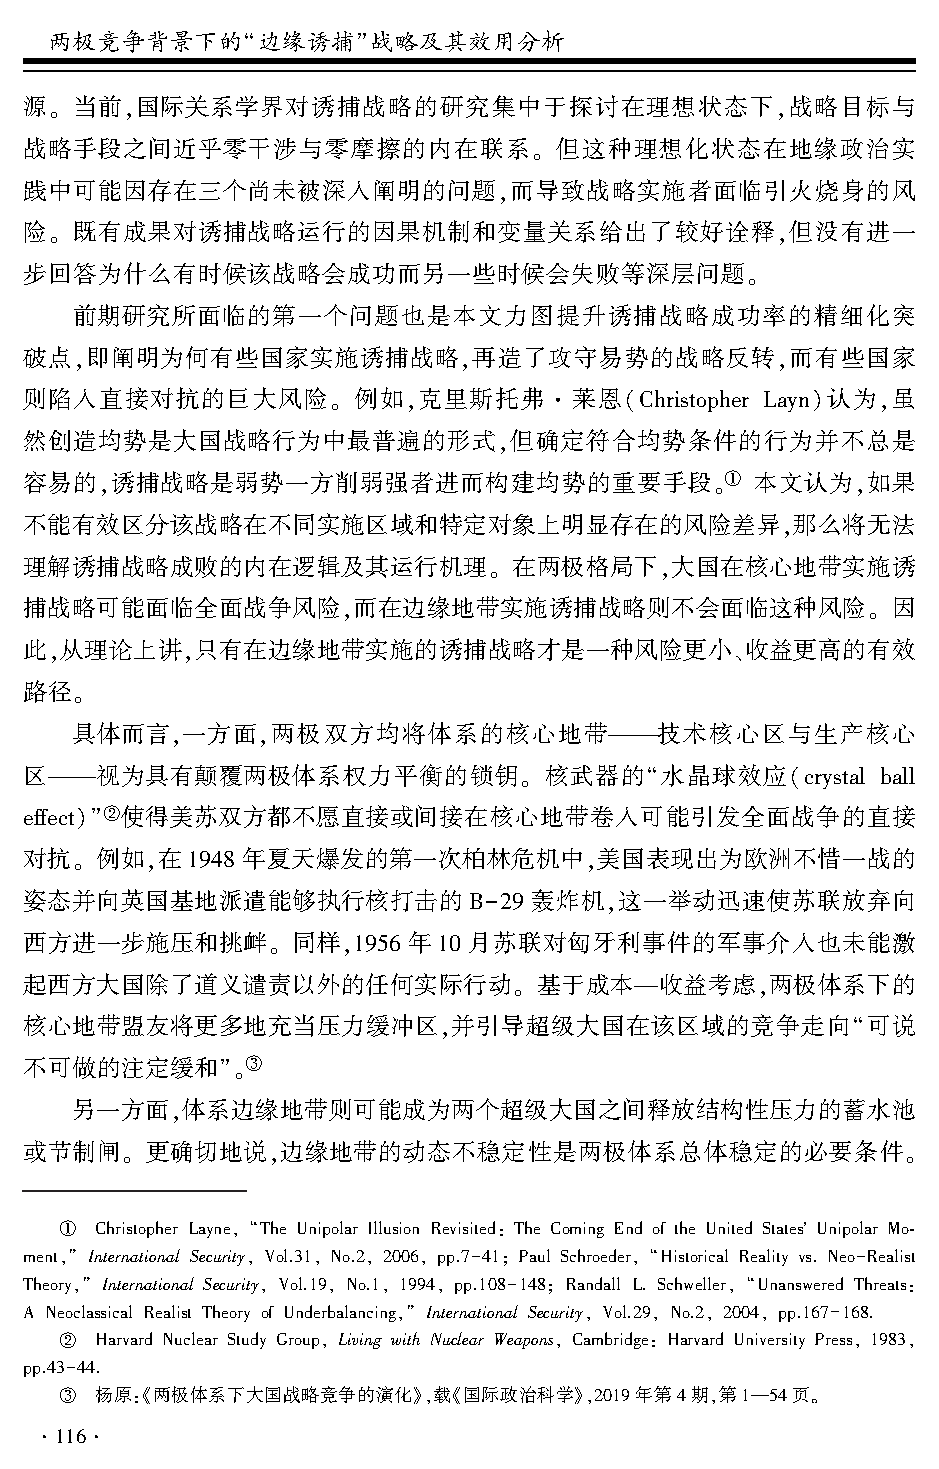 两极竞争背景下的“边缘诱捕”战略及其效用分析
源。当前,国际关系学界对诱捕战略的研究集中于探讨在理想状态下,战略目标与
战略手段之间近乎零干涉与零摩擦的内在联系。但这种理想化状态在地缘政治实
践中可能因存在三个尚未被深入阐明的问题,而导致战略实施者面临引火烧身的风
险。既有成果对诱捕战略运行的因果机制和变量关系给出了较好诠释,但没有进一
步回答为什么有时候该战略会成功而另一些时候会失败等深层问题。
前期研究所面临的第一个问题也是本文力图提升诱捕战略成功率的精细化突
破点,即阐明为何有些国家实施诱捕战略,再造了攻守易势的战略反转,而有些国家
则陷入直接对抗的巨大风险。例如,克里斯托弗·莱恩(Christopher Layn)认为,虽
然创造均势是大国战略行为中最普遍的形式,但确定符合均势条件的行为并不总是
容易的,诱捕战略是弱势一方削弱强者进而构建均势的重要手段。① 本文认为,如果
不能有效区分该战略在不同实施区域和特定对象上明显存在的风险差异,那么将无法
理解诱捕战略成败的内在逻辑及其运行机理。在两极格局下,大国在核心地带实施诱
捕战略可能面临全面战争风险,而在边缘地带实施诱捕战略则不会面临这种风险。因
此,从理论上讲,只有在边缘地带实施的诱捕战略才是一种风险更小、收益更高的有效
路径。
具体而言,一方面,两极双方均将体系的核心地带——技术核心区与生产核心
区——视为具有颠覆两极体系权力平衡的锁钥。核武器的“水晶球效应(crystal ball
effect)”②使得美苏双方都不愿直接或间接在核心地带卷入可能引发全面战争的直接
对抗。例如,在1948年夏天爆发的第一次柏林危机中,美国表现出为欧洲不惜一战的
姿态并向英国基地派遣能够执行核打击的B-29轰炸机,这一举动迅速使苏联放弃向
西方进一步施压和挑衅。同样,1956年10月苏联对匈牙利事件的军事介入也未能激
起西方大国除了道义谴责以外的任何实际行动。基于成本—收益考虑,两极体系下的
核心地带盟友将更多地充当压力缓冲区,并引导超级大国在该区域的竞争走向“可说
不可做的注定缓和”。③
另一方面,体系边缘地带则可能成为两个超级大国之间释放结构性压力的蓄水池
或节制闸。更确切地说,边缘地带的动态不稳定性是两极体系总体稳定的必要条件。
① Christopher Layne, “The Unipolar Illusion Revisited: The Coming End of the United States’ Unipolar Mo-
ment,” International Security, Vol.31, No.2, 2006, pp.7-41; Paul Schroeder, “Historical Reality vs. Neo-Realist
Theory,” International Security, Vol.19, No.1, 1994, pp.108-148; Randall L. Schweller, “Unanswered Threats:
A Neoclassical Realist Theory of Underbalancing,” International Security, Vol.29, No.2, 2004, pp.167-168.
② Harvard Nuclear Study Group, Living with Nuclear Weapons, Cambridge: Harvard University Press, 1983,
pp.43-44.
③ 杨原:《两极体系下大国战略竞争的演化》,载《国际政治科学》,2019年第4期,第1—54页。
·116·